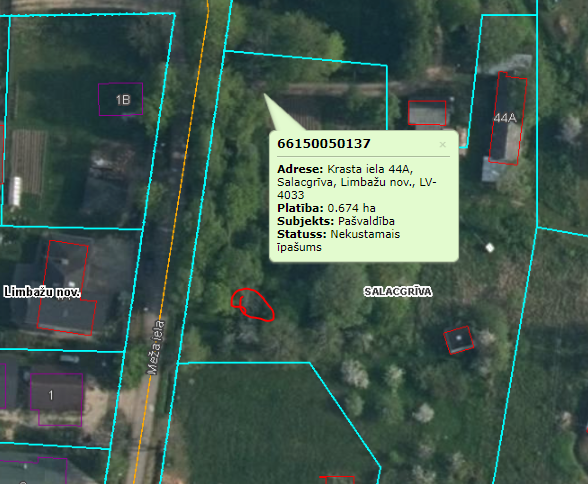 1B
44A
66150050137
×
Adrese: Krasta iela 44A,
Salacgrīva, Limbažu nov., LV-
4033
Platība: 0.674 ha
Subjekts: Pašvaldība
Statuss: Nekustamais
īpašums
Limbažu nov.
SALACGRĪVA
Meža iela
1